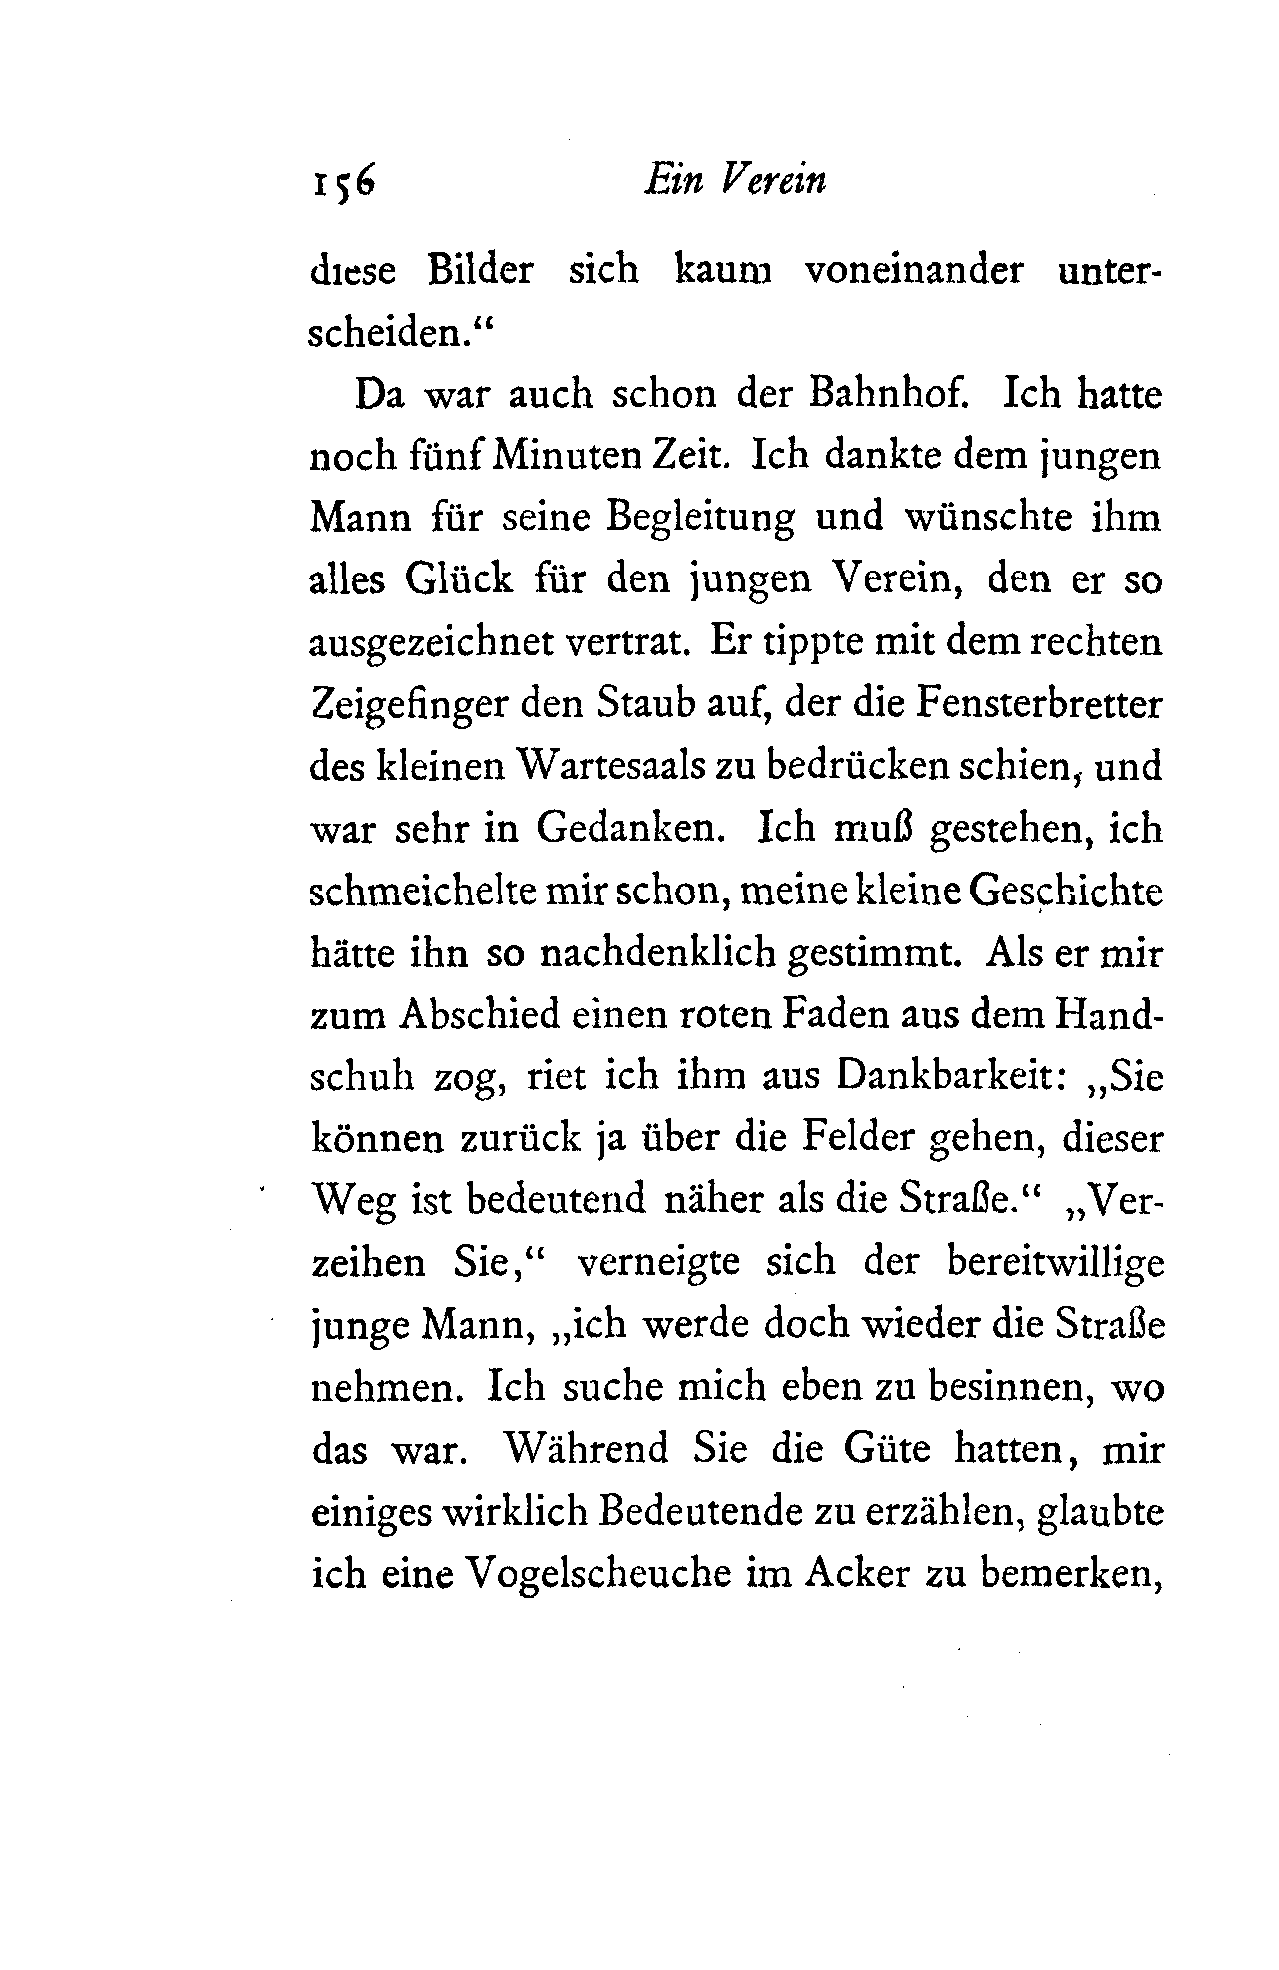 156 Ein Verein
diese Bilder sich kaum voneinander unter-
scheiden.“
Da war auch schon der Bahnhof. Ich hatte
noch fünf Minuten Zeit. Ich dankte dem jungen
Mann für seine Begleitung und wünschte ihm
alles Glück für den jungen Verein, den er so
ausgezeichnet vertrat. Er tippte mit dem rechten
Zeigefinger den Staub auf, der die Fensterbretter
des kleinen Wartesaals zu bedrücken schien, und
war sehr in Gedanken. Ich muß gestehen, ich
schmeichelte mir schon, meine kleine Geschichte
hätte ihn so nachdenklich gestimmt. Als er mir
zum Abschied einen roten Faden aus dem Hand-
schuh zog, riet ich ihm aus Dankbarkeit: „Sie
können zurück ja über die Felder gehen, dieser
Weg ist bedeutend näher als die Straße.“ „Ver-
zeihen Sie,“ verneigte sich der bereitwillige
junge Mann, „ich werde doch wieder die Straße
nehmen. Ich suche mich eben zu besinnen, wo
das war. Während Sie die Güte hatten, mir
einiges wirklich Bedeutende zu erzählen, glaubte
ich eine Vogelscheuche im Acker zu bemerken,